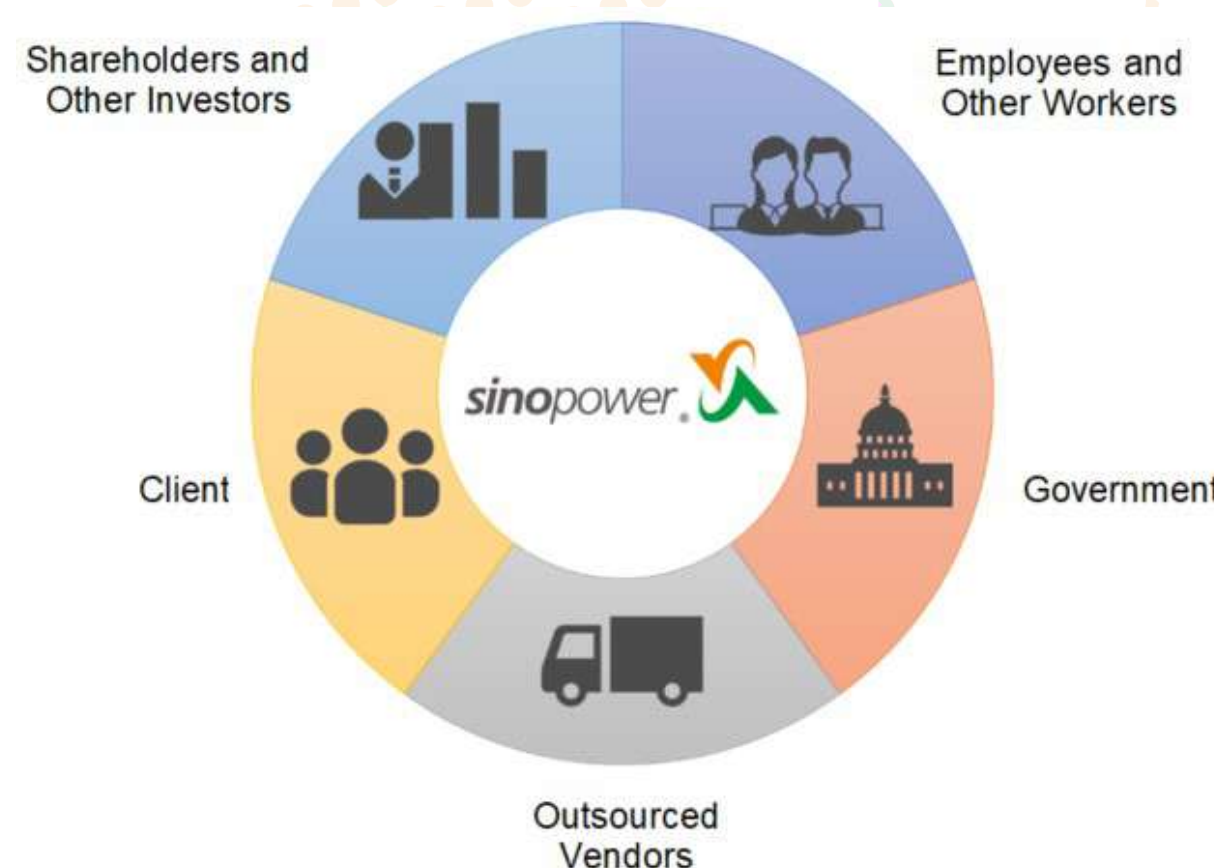 Shareholders and
Other Investors
Employees and
Other Workers
sinopower®
Client
Government
Outsourced
Vendors